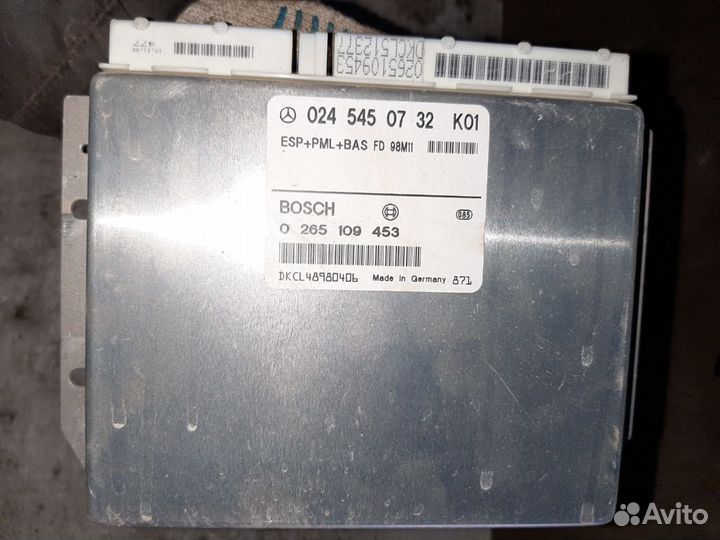 0265109453
DKCL512377
024 545 07 32 K01
ESP+PML+BAS FD 98M11
BOSCH
G85
0 265 109 453
DKCL48980406 Made in Germany 871
Avito